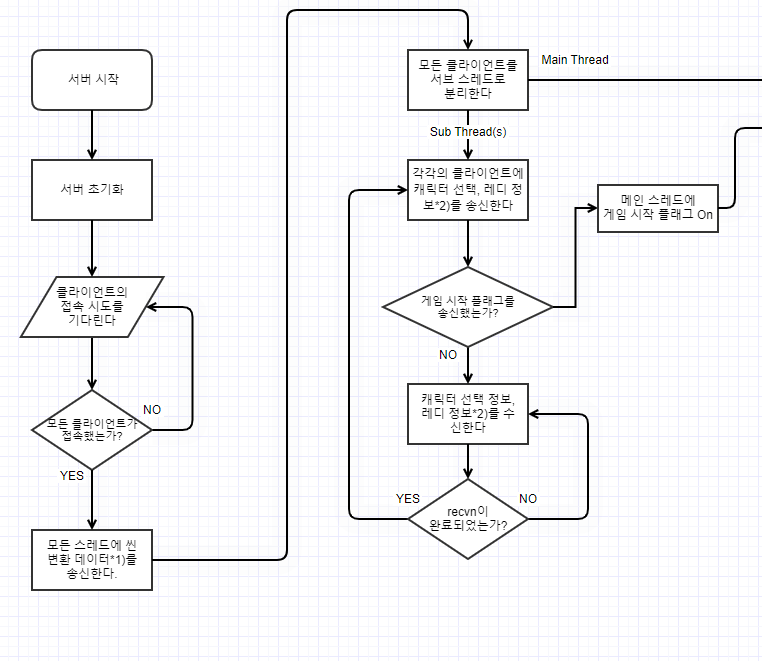 서버 시작
서버 초기화
클라이언트의
접속 시도를
기다린다
모든 클라이언트가
접속했는가?
NO
YES
모든 스레드에 씬
변환 데이터*1)를
송신한다.
모든 클라이언트를
서브 스레드로
분리한다
Main Thread
Sub Thread(s)
각각의 클라이언트에
캐릭터 선택, 레디 정
보*2)를 송신한다
메인 스레드에
게임 시작 플래그 On
게임 시작 플래그를
송신했는가?
NO
캐릭터 선택 정보,
레디 정보*2)를 수
신한다
YES
NO
recvn이
완료되었는가?